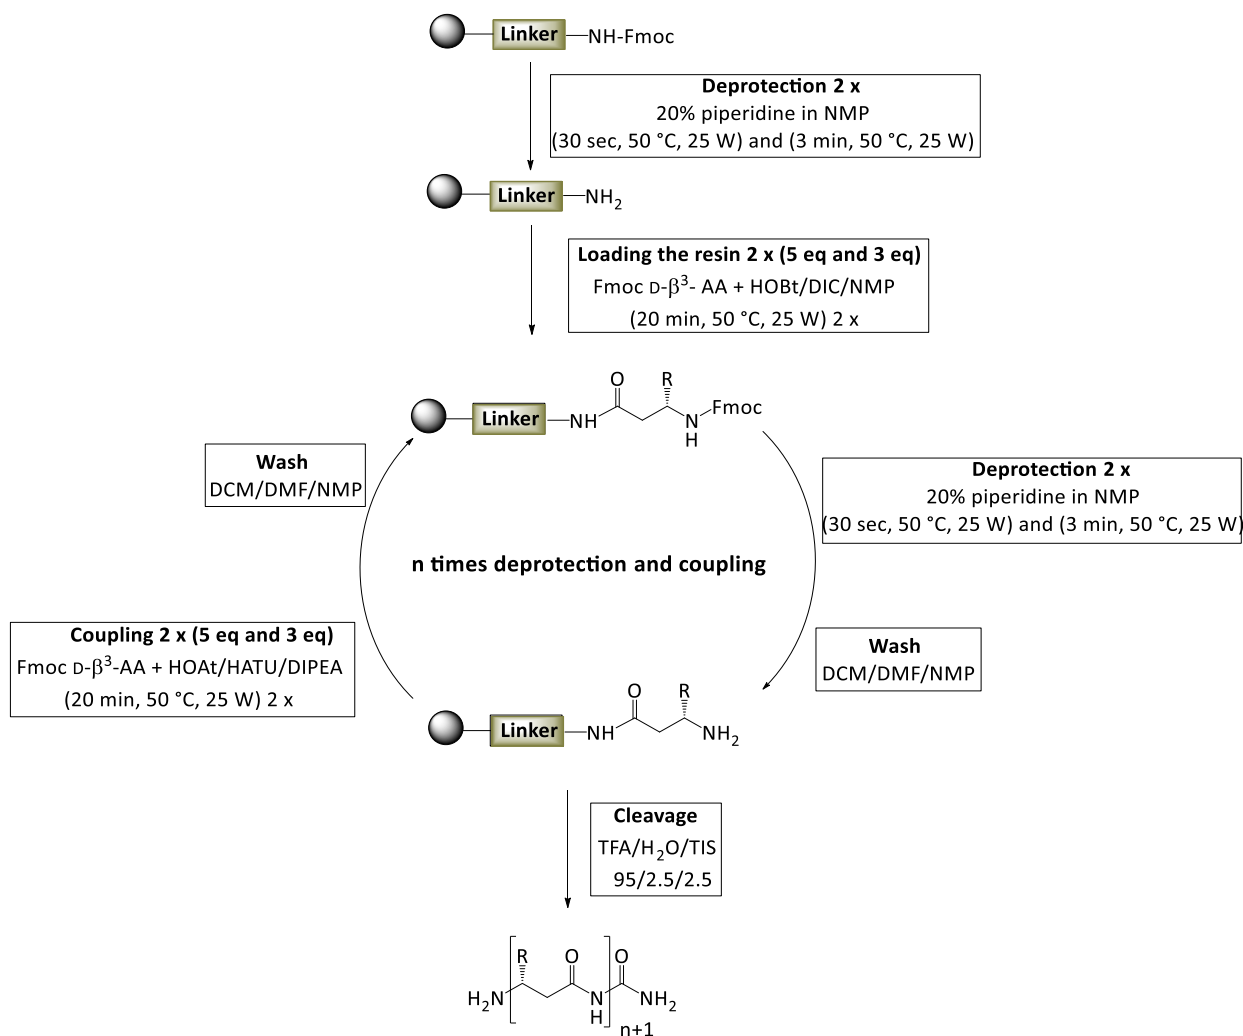 Linker
NH-Fmoc
Deprotection 2 x
20% piperidine in NMP
(30 sec, 50 °C, 25 W) and (3 min, 50 °C, 25 W)
Linker
NH2
Loading the resin 2 x (5 eq and 3 eq)
Fmoc D-β3- AA + HOBt/DIC/NMP
(20 min, 50 °C, 25 W) 2 x
O
R
Linker
NH
N
H
Fmoc
Wash
DCM/DMF/NMP
Deprotection 2 x
20% piperidine in NMP
(30 sec, 50 °C, 25 W) and (3 min, 50 °C, 25 W)
n times deprotection and coupling
Coupling 2 x (5 eq and 3 eq)
Fmoc D-β3-AA + HOAt/HATU/DIPEA
(20 min, 50 °C, 25 W) 2 x
Wash
DCM/DMF/NMP
O
R
Linker
NH
NH2
Cleavage
TFA/H2O/TIS
95/2.5/2.5
R
O
O
H2N
N
H
NH2
n+1